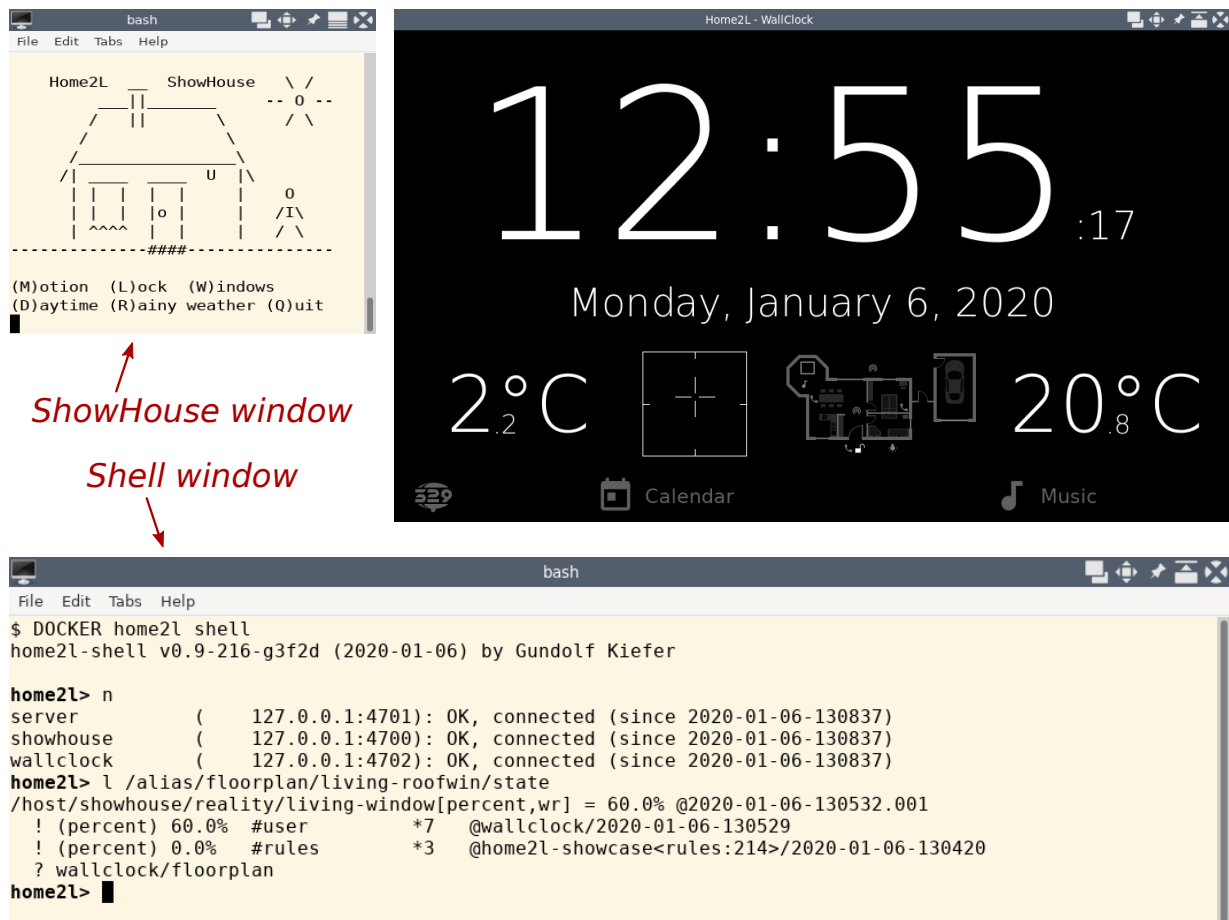 bash
File Edit Tabs Help
Home2L __ ShowHouse \ /
___||_______ -- O --
/ || \ / \
/ \
/________________\
/| ____ ____ U |\
| | | | | | O
| | | |o | | /I\
| ^^^^ | | | / \
--------------####---------------
(M)otion (L)ock (W)indows
(D)aytime (R)ainy weather (Q)uit
ShowHouse window
Shell window
Home2L - WallClock
12:55:17
Monday, January 6, 2020
2.2°C
20.8°C
Calendar
Music
bash
File Edit Tabs Help
$ DOCKER home2l shell
home2l-shell v0.9-216-g3f2d (2020-01-06) by Gundolf Kiefer
home2l> n
server ( 127.0.0.1:4701): OK, connected (since 2020-01-06-130837)
showhouse ( 127.0.0.1:4700): OK, connected (since 2020-01-06-130837)
wallclock ( 127.0.0.1:4702): OK, connected (since 2020-01-06-130837)
home2l> l /alias/floorplan/living-roofwin/state
/host/showhouse/reality/living-window[percent,wr] = 60.0% @2020-01-06-130532.001
! (percent) 60.0% #user *7 @wallclock/2020-01-06-130529
! (percent) 0.0% #rules *3 @home2l-showcase<rules:214>/2020-01-06-130420
? wallclock/floorplan
home2l>